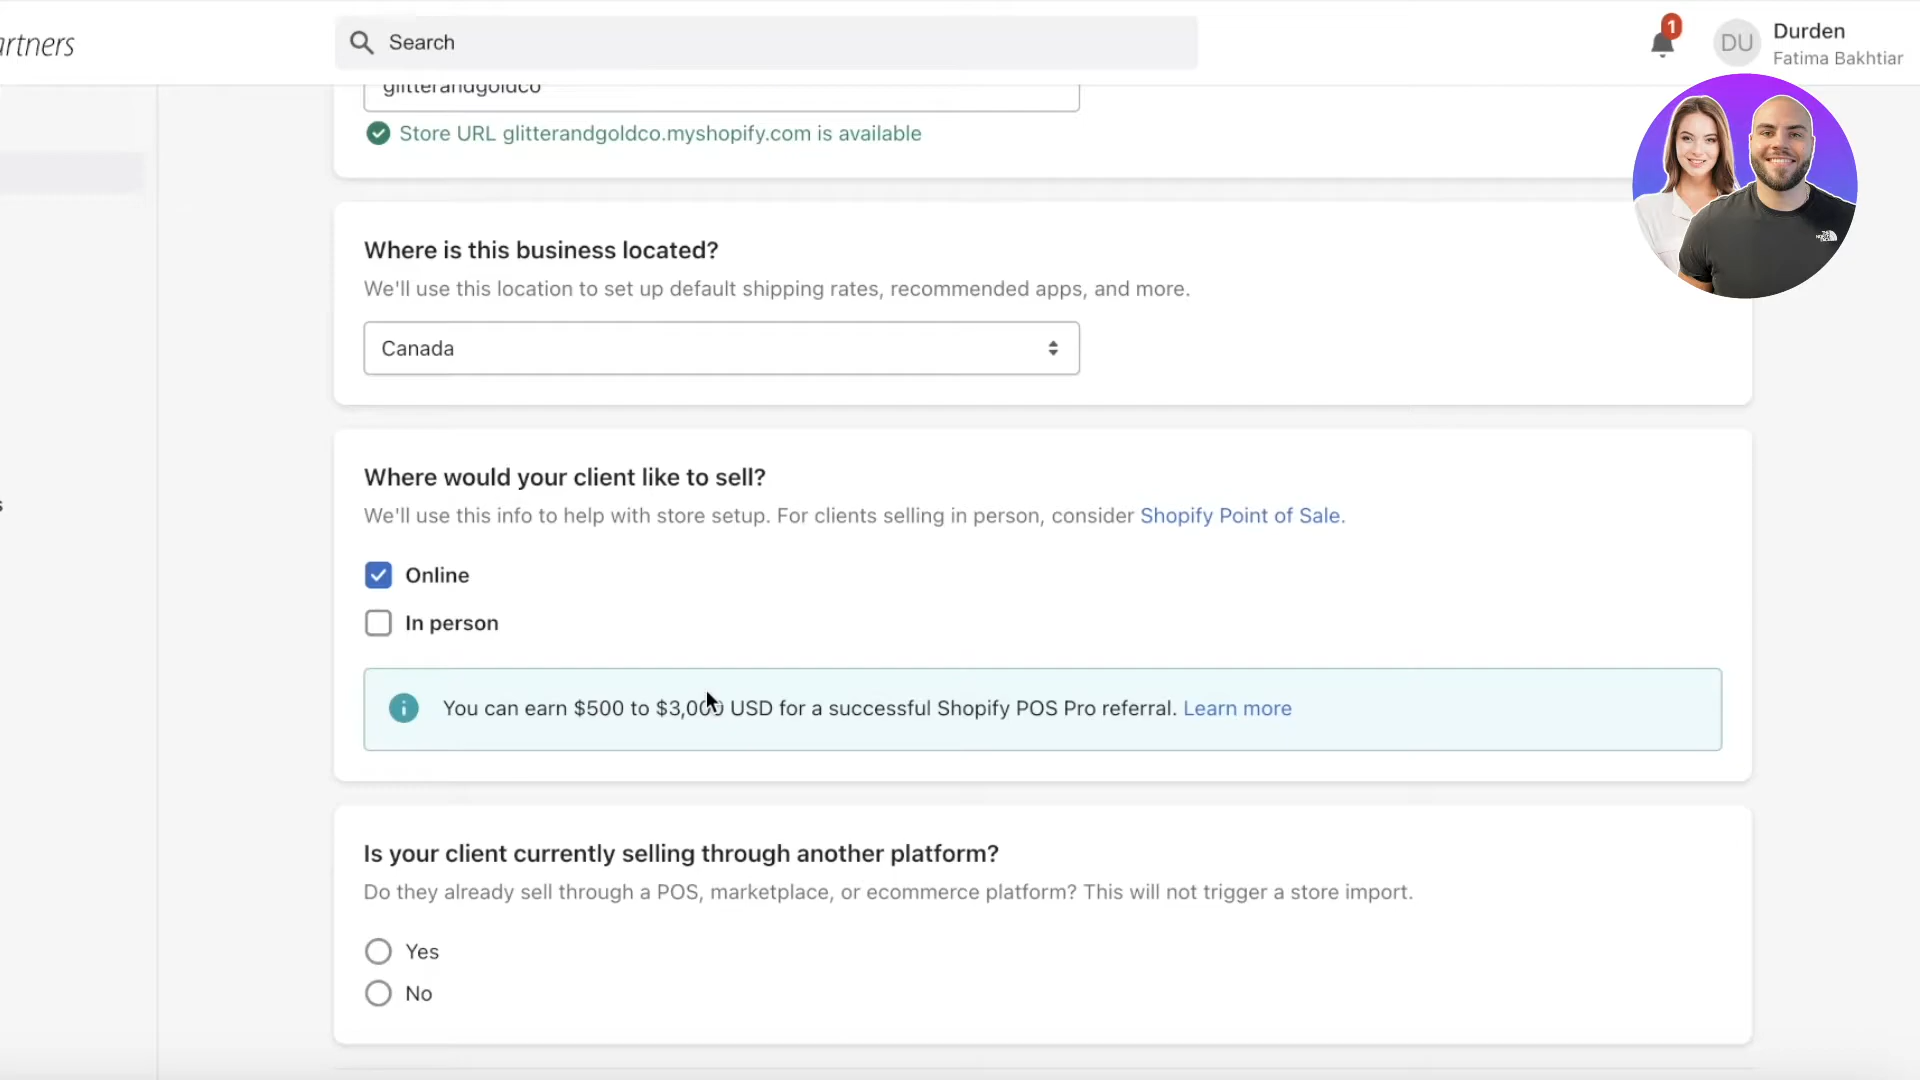 artners
Search
1
DU
Durden
Fatima Bakhtiar
glitterandgoldco
Store URL glitterandgoldco.myshopify.com is available
Where is this business located?
We'll use this location to set up default shipping rates, recommended apps, and more.
Canada
Where would your client like to sell?
We'll use this info to help with store setup. For clients selling in person, consider Shopify Point of Sale.
Online
In person
You can earn $500 to $3,000 USD for a successful Shopify POS Pro referral. Learn more
Is your client currently selling through another platform?
Do they already sell through a POS, marketplace, or ecommerce platform? This will not trigger a store import.
Yes
No
s
THE NORTH FACE